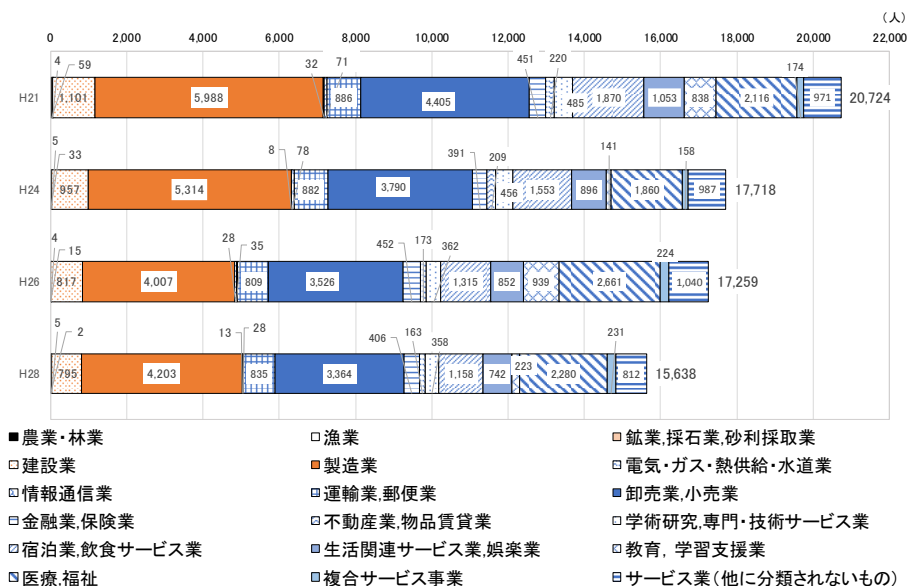 (人)
0 2,000 4,000 6,000 8,000 10,000 12,000 14,000 16,000 18,000 20,000 22,000
4 59 32 71 451 220 174
H21 1,101 5,988 886 4,405 485 1,870 1,053 838 2,116 971 20,724
5 33 8 78 391 209 141 158
H24 957 5,314 882 3,790 456 1,553 896 1,860 987 17,718
4 15 28 35 452 173 362 224
H26 817 4,007 809 3,526 1,315 852 939 2,661 1,040 17,259
5 2 13 28 406 163 358 223 231
H28 795 4,203 835 3,364 1,158 742 2,280 812 15,638
農業・林業 漁業 鉱業,採石業,砂利採取業
建設業 製造業 電気・ガス・熱供給・水道業
情報通信業 運輸業,郵便業 卸売業,小売業
金融業,保険業 不動産業,物品賃貸業 学術研究,専門・技術サービス業
宿泊業,飲食サービス業 生活関連サービス業,娯楽業 教育, 学習支援業
医療,福祉 複合サービス事業 サービス業(他に分類されないもの)